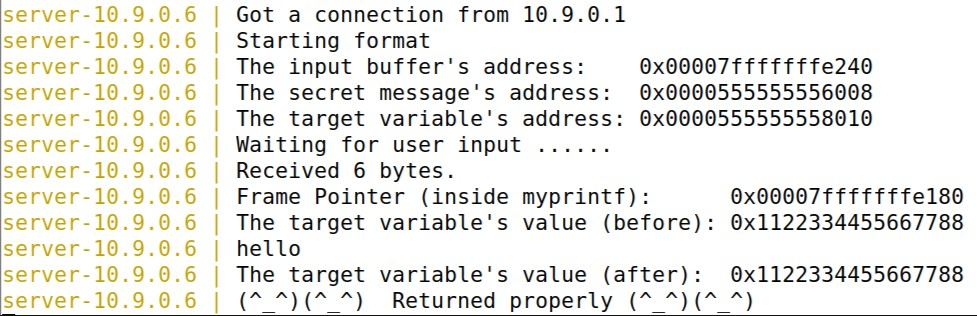 server-10.9.0.6 | Got a connection from 10.9.0.1
server-10.9.0.6 | Starting format
server-10.9.0.6 | The input buffer's address:    0x00007fffffffe240
server-10.9.0.6 | The secret message's address:  0x0000555555556008
server-10.9.0.6 | The target variable's address: 0x0000555555558010
server-10.9.0.6 | Waiting for user input ......
server-10.9.0.6 | Received 6 bytes.
server-10.9.0.6 | Frame Pointer (inside myprintf):      0x00007fffffffe180
server-10.9.0.6 | The target variable's value (before): 0x1122334455667788
server-10.9.0.6 | hello
server-10.9.0.6 | The target variable's value (after):  0x1122334455667788
server-10.9.0.6 | (^_^)(^_^)  Returned properly (^_^)(^_^)